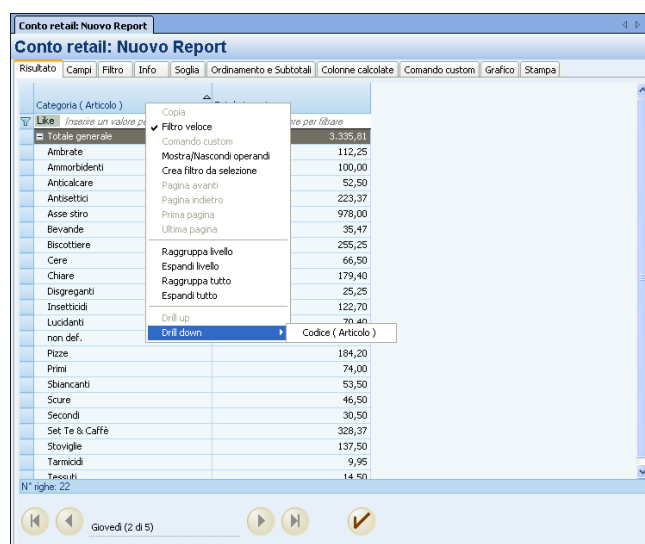 Conto retail: Nuovo Report
Conto retail: Nuovo Report
Risultato Campi Filtro Info Soglia Ordinamento e Subtotali Colonne calcolate Comando custom Grafico Stampa
Categoria ( Articolo )
Like Inserire un valore per filtrare
Totale generale 3.335,81
Ambrate 112,25
Ammorbidenti 100,00
Anticalcare 52,50
Antisettici 223,37
Asse stiro 978,00
Bevande 35,47
Biscottiere 255,25
Cere 66,50
Chiare 179,40
Disgreganti 25,25
Insetticidi 122,70
Lucidanti 70,40
non def.
Pizze 184,20
Primi 74,00
Sbiancanti 53,50
Scure 46,50
Secondi 30,50
Set Te & Caffè 328,37
Stoviglie 137,50
Tarmicidi 9,95
Tessuti 14,50
Copia
Filtro veloce
Comando custom
Mostra/Nascondi operandi
Crea filtro da selezione
Pagina avanti
Pagina indietro
Prima pagina
Ultima pagina
Raggruppa livello
Espandi livello
Raggruppa tutto
Espandi tutto
Drill up
Drill down
Codice ( Articolo )
N° righe: 22
Giovedì (2 di 5)